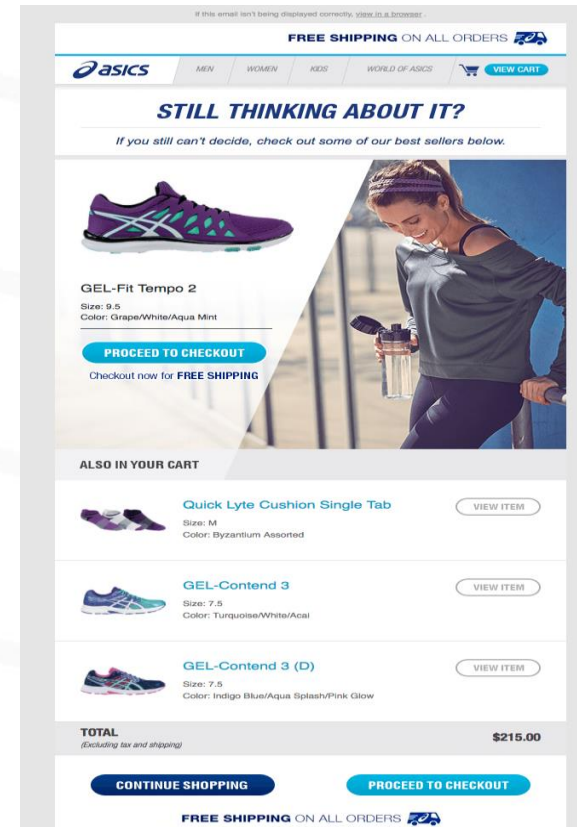 If this email isn't being displayed correctly, view in a browser .
FREE SHIPPING ON ALL ORDERS
asics MEN WOMEN KIDS WORLD OF ASICS VIEW CART
STILL THINKING ABOUT IT?
If you still can't decide, check out some of our best sellers below.
GEL-Fit Tempo 2
Size: 9.5
Color: Grape/White/Aqua Mint
PROCEED TO CHECKOUT
Checkout now for FREE SHIPPING
ALSO IN YOUR CART
Quick Lyte Cushion Single Tab
VIEW ITEM
Size: M
Color: Byzantium Assorted
GEL-Contend 3
VIEW ITEM
Size: 7.5
Color: Turquoise/White/Acai
GEL-Contend 3 (D)
VIEW ITEM
Size: 7.5
Color: Indigo Blue/Aqua Splash/Pink Glow
TOTAL
$215.00
(Excluding tax and shipping)
CONTINUE SHOPPING PROCEED TO CHECKOUT
FREE SHIPPING ON ALL ORDERS